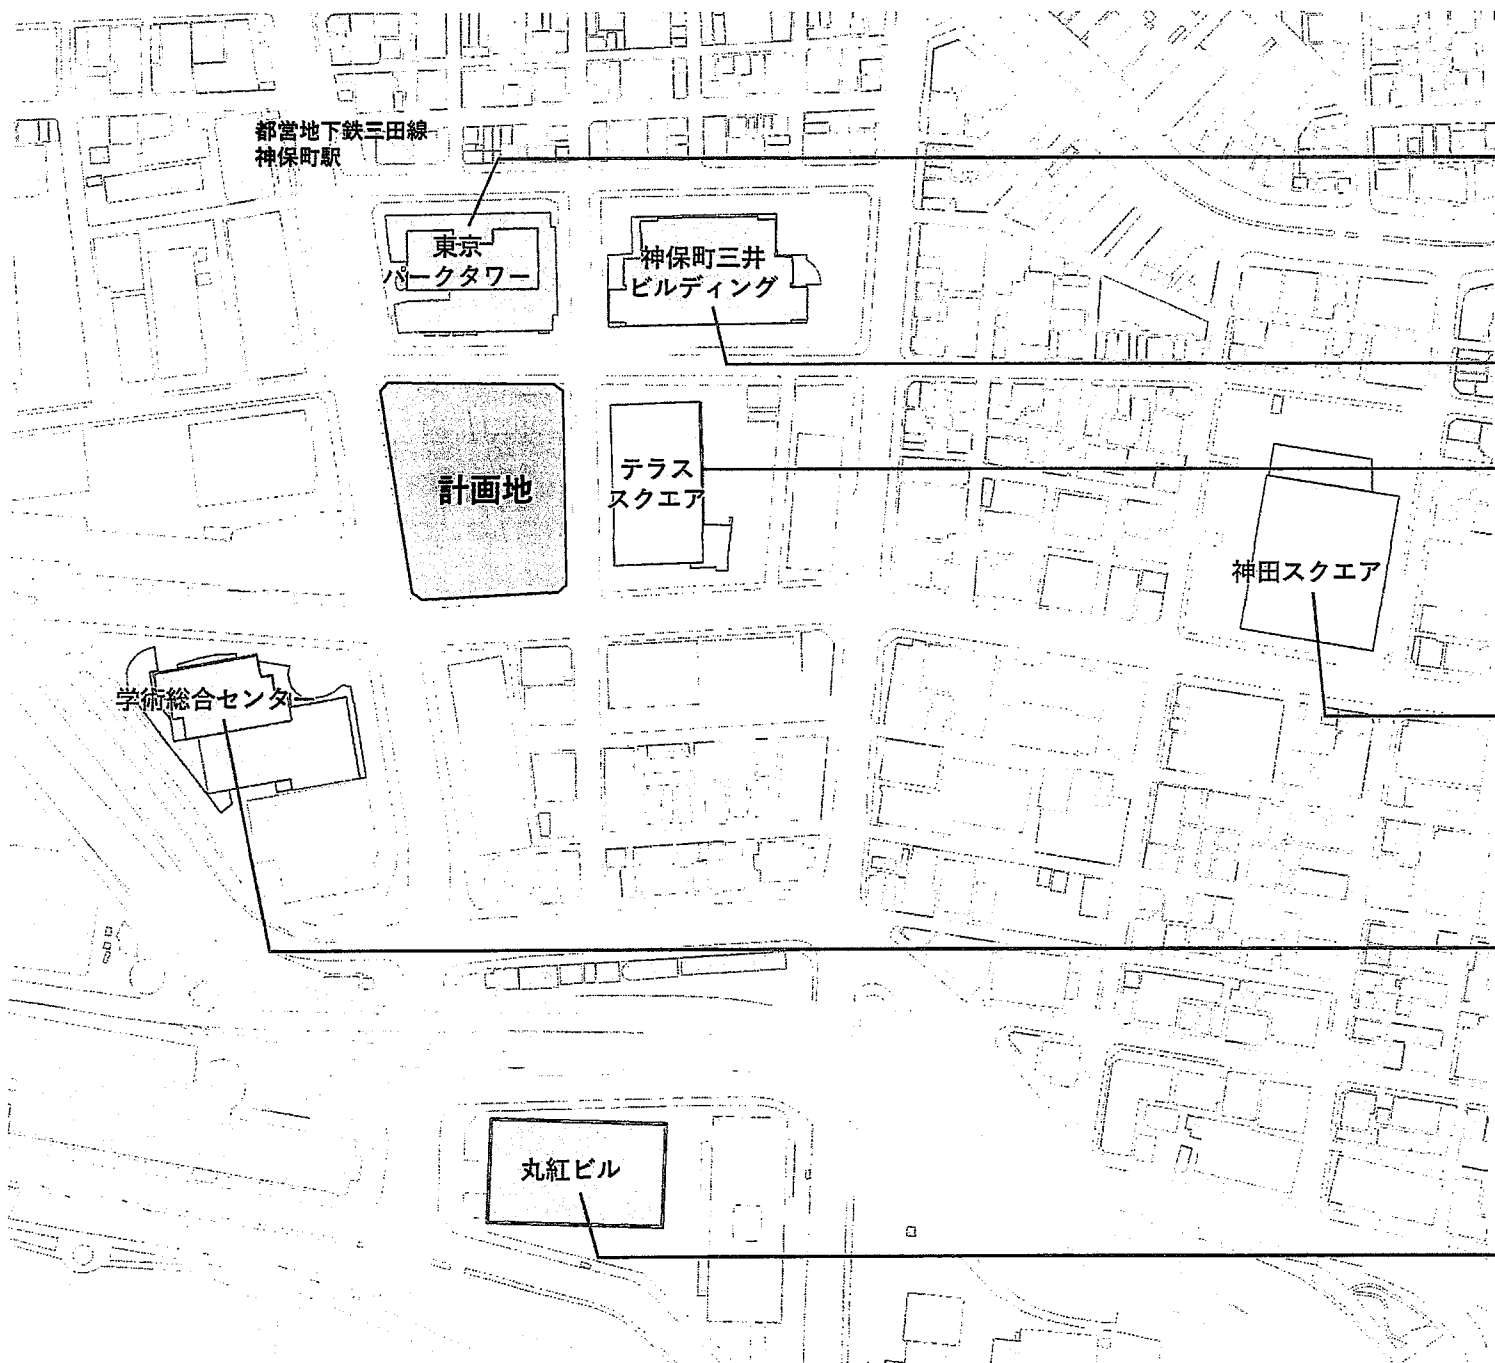 都営地下鉄三田線
神保町駅
東京
パークタワー
神保町三井
ビルディング
計画地
テラス
スクエア
神田スクエア
学術総合センター
丸紅ビル